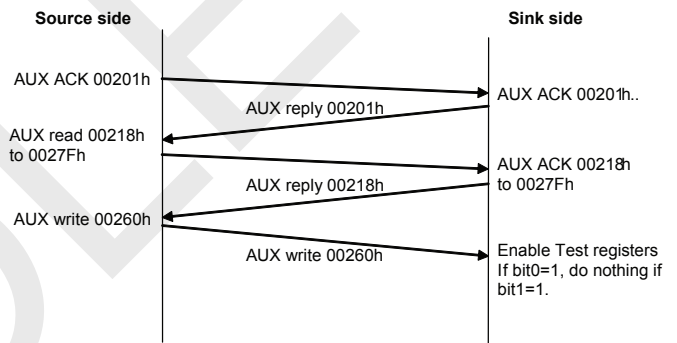 Source side
Sink side
AUX ACK 00201h
AUX ACK 00201h..
AUX reply 00201h
AUX read 00218h
to 0027Fh
AUX ACK 00218h
to 0027Fh
AUX reply 00218h
AUX write 00260h
AUX write 00260h
Enable Test registers
If bit0=1, do nothing if
bit1=1.